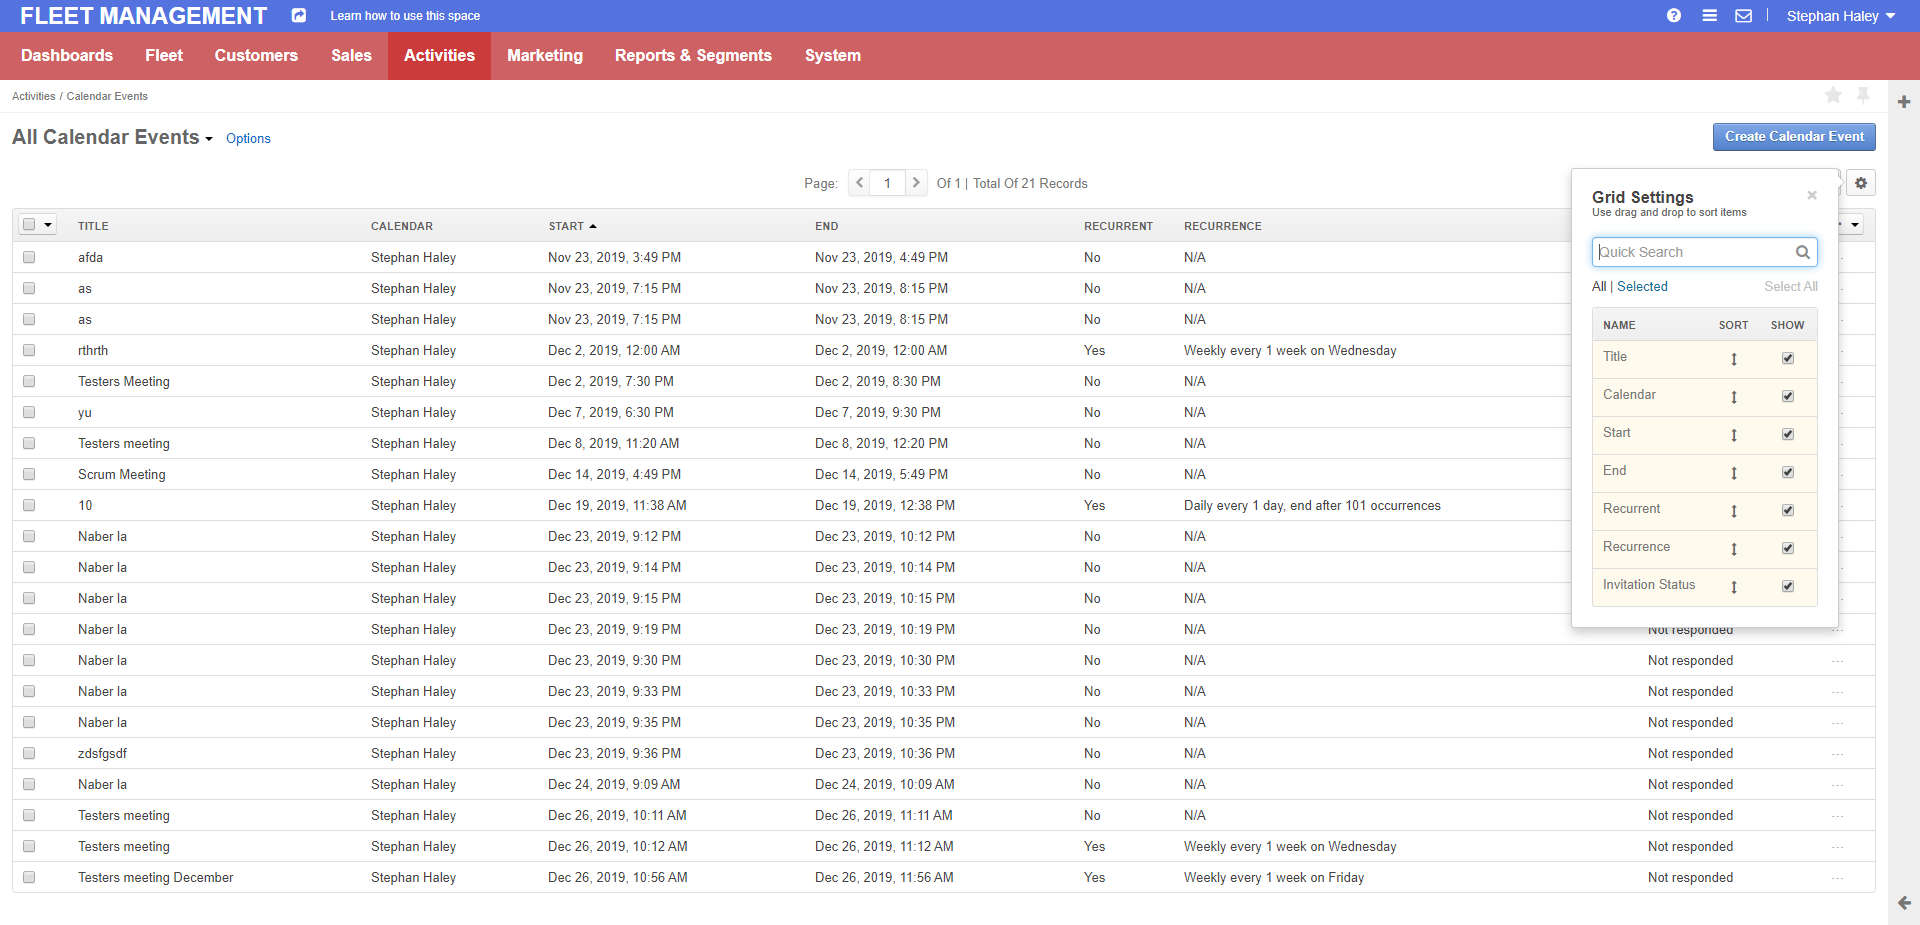 FLEET MANAGEMENT Learn how to use this space Stephan Haley
Dashboards Fleet Customers Sales Activities Marketing Reports & Segments System
Activities / Calendar Events
All Calendar Events Options Create Calendar Event
Page: 1 Of 1 | Total Of 21 Records
TITLE CALENDAR START END RECURRENT RECURRENCE
afda Stephan Haley Nov 23, 2019, 3:49 PM Nov 23, 2019, 4:49 PM No N/A
as Stephan Haley Nov 23, 2019, 7:15 PM Nov 23, 2019, 8:15 PM No N/A
as Stephan Haley Nov 23, 2019, 7:15 PM Nov 23, 2019, 8:15 PM No N/A
rthrth Stephan Haley Dec 2, 2019, 12:00 AM Dec 2, 2019, 12:00 AM Yes Weekly every 1 week on Wednesday
Testers Meeting Stephan Haley Dec 2, 2019, 7:30 PM Dec 2, 2019, 8:30 PM No N/A
yu Stephan Haley Dec 7, 2019, 6:30 PM Dec 7, 2019, 9:30 PM No N/A
Testers meeting Stephan Haley Dec 8, 2019, 11:20 AM Dec 8, 2019, 12:20 PM No N/A
Scrum Meeting Stephan Haley Dec 14, 2019, 4:49 PM Dec 14, 2019, 5:49 PM No N/A
10 Stephan Haley Dec 19, 2019, 11:38 AM Dec 19, 2019, 12:38 PM Yes Daily every 1 day, end after 101 occurrences
Naber la Stephan Haley Dec 23, 2019, 9:12 PM Dec 23, 2019, 10:12 PM No N/A
Naber la Stephan Haley Dec 23, 2019, 9:14 PM Dec 23, 2019, 10:14 PM No N/A
Naber la Stephan Haley Dec 23, 2019, 9:15 PM Dec 23, 2019, 10:15 PM No N/A
Naber la Stephan Haley Dec 23, 2019, 9:19 PM Dec 23, 2019, 10:19 PM No N/A Not responded
Naber la Stephan Haley Dec 23, 2019, 9:30 PM Dec 23, 2019, 10:30 PM No N/A Not responded
Naber la Stephan Haley Dec 23, 2019, 9:33 PM Dec 23, 2019, 10:33 PM No N/A Not responded
Naber la Stephan Haley Dec 23, 2019, 9:35 PM Dec 23, 2019, 10:35 PM No N/A Not responded
zdsfgsdf Stephan Haley Dec 23, 2019, 9:36 PM Dec 23, 2019, 10:36 PM No N/A Not responded
Naber la Stephan Haley Dec 24, 2019, 9:09 AM Dec 24, 2019, 10:09 AM No N/A Not responded
Testers meeting Stephan Haley Dec 26, 2019, 10:11 AM Dec 26, 2019, 11:11 AM No N/A Not responded
Testers meeting Stephan Haley Dec 26, 2019, 10:12 AM Dec 26, 2019, 11:12 AM Yes Weekly every 1 week on Wednesday Not responded
Testers meeting December Stephan Haley Dec 26, 2019, 10:56 AM Dec 26, 2019, 11:56 AM Yes Weekly every 1 week on Friday Not responded
Grid Settings
Use drag and drop to sort items
Quick Search
All | Selected Select All
NAME SORT SHOW
Title
Calendar
Start
End
Recurrent
Recurrence
Invitation Status